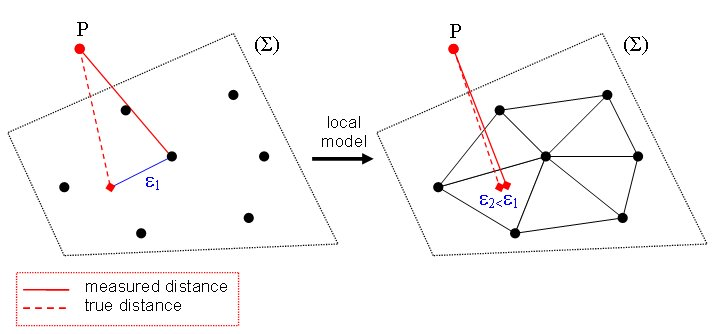 P
(Σ)
ε1
local
model
P
(Σ)
ε2<ε1
measured distance
true distance